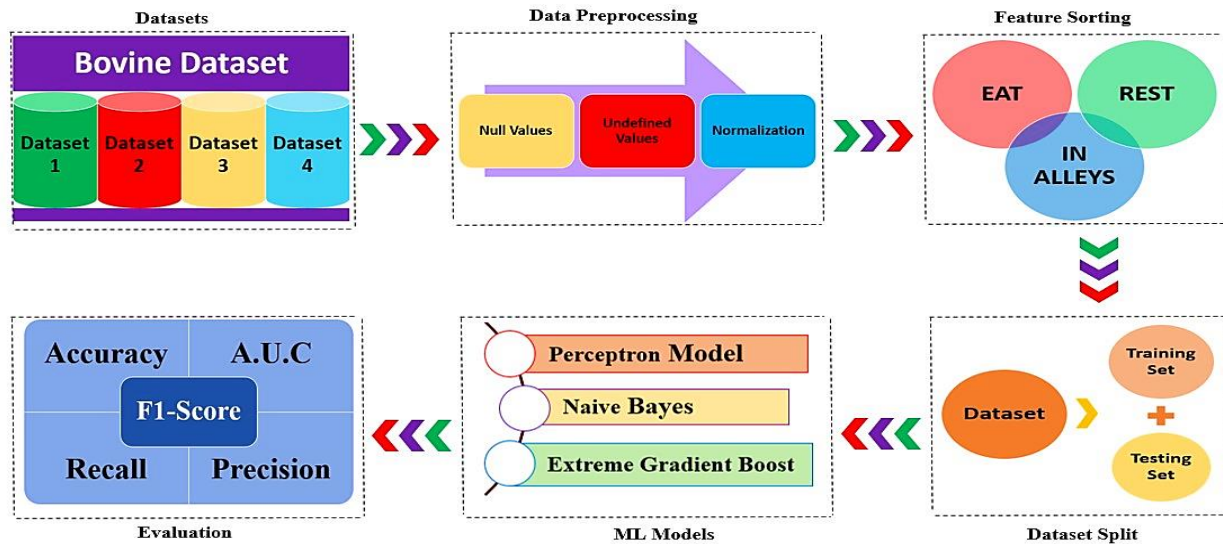 Datasets
Bovine Dataset
Dataset
1
Dataset
2
Dataset
3
Dataset
4
Data Preprocessing
Null Values
Undefined
Values
Normalization
Feature Sorting
EAT
REST
IN
ALLEYS
Dataset
Training
Set
Testing
Set
Dataset Split
Perceptron Model
Naive Bayes
Extreme Gradient Boost
ML Models
Accuracy
A.U.C
F1-Score
Recall
Precision
Evaluation